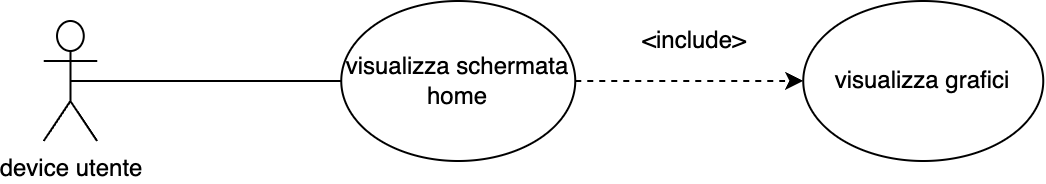 <include>
visualizza schermata
home
visualizza grafici
device utente